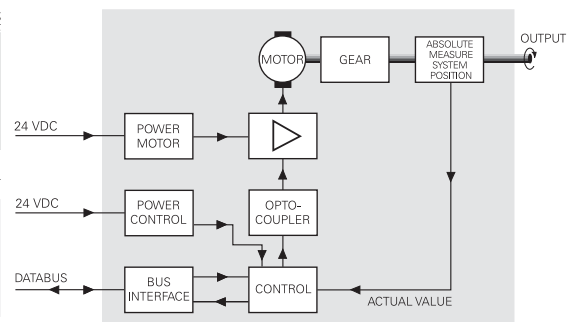 OUTPUT
ABSOLUTE
MEASURE
SYSTEM
POSITION
MOTOR
GEAR
24 VDC
POWER
MOTOR
24 VDC
POWER
CONTROL
OPTO-
COUPLER
DATABUS
BUS
INTERFACE
CONTROL
ACTUAL VALUE